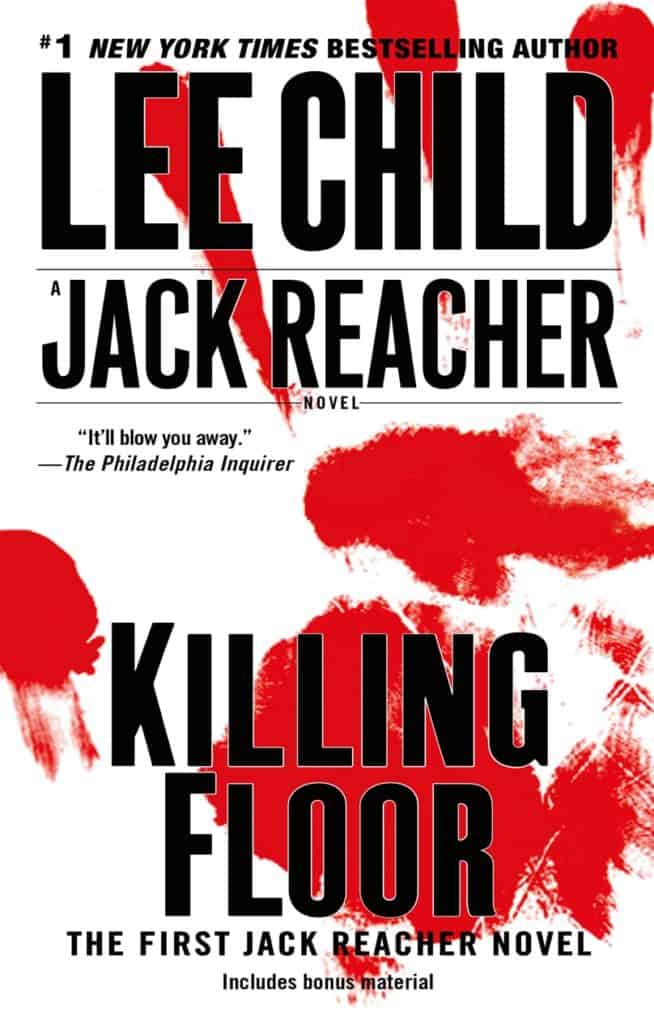 #1 NEW YORK TIMES BESTSELLING AUTHOR
LEE CHILD
A
JACK REACHER
NOVEL
“It’ll blow you away.”
—The Philadelphia Inquirer
KILLING
FLOOR
THE FIRST JACK REACHER NOVEL
Includes bonus material